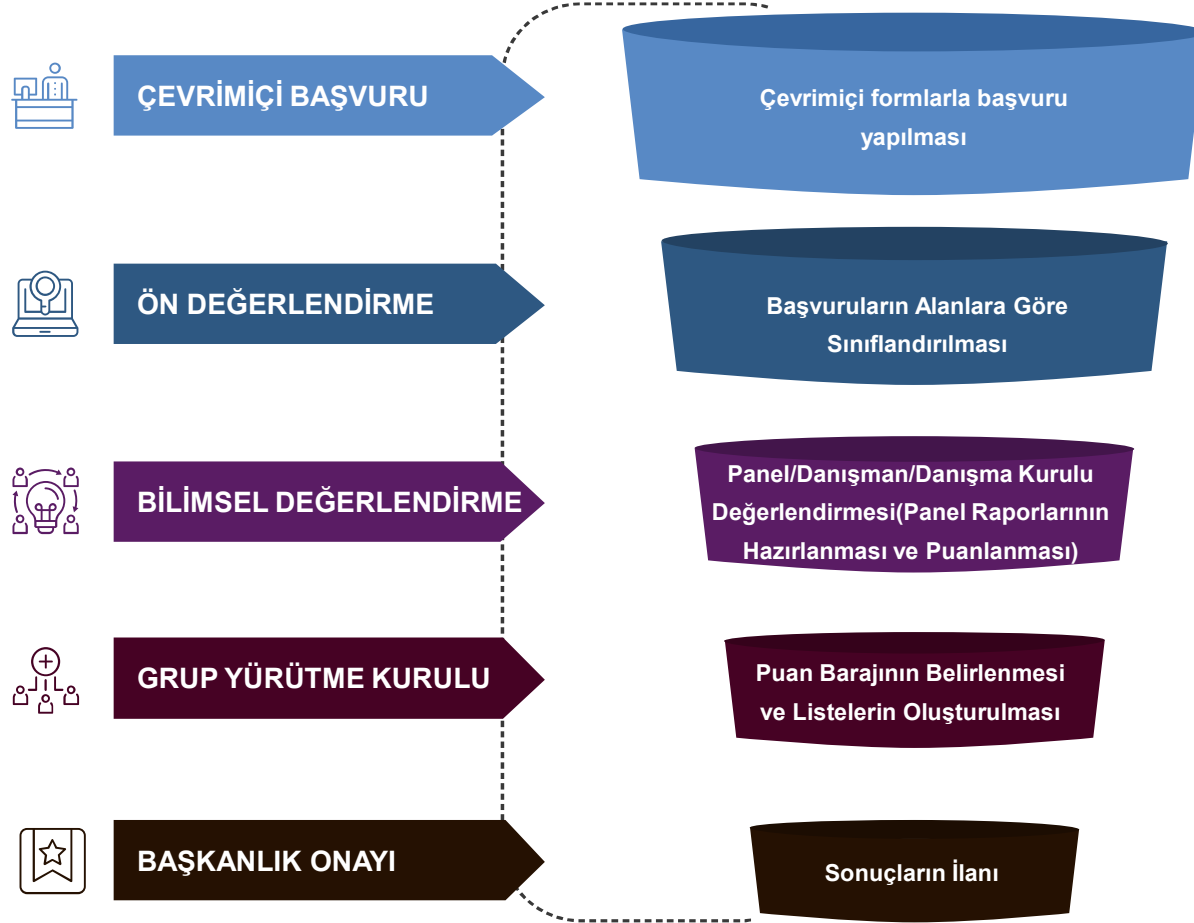 ÇEVRİMİÇİ BAŞVURU
Çevrimiçi formlarla başvuru
yapılması
ÖN DEĞERLENDİRME
Başvuruların Alanlara Göre
Sınıflandırılması
BİLİMSEL DEĞERLENDİRME
Panel/Danışman/Danışma Kurulu
Değerlendirmesi(Panel Raporlarının
Hazırlanması ve Puanlanması)
GRUP YÜRÜTME KURULU
Puan Barajının Belirlenmesi
ve Listelerin Oluşturulması
BAŞKANLIK ONAYI
Sonuçların İlanı